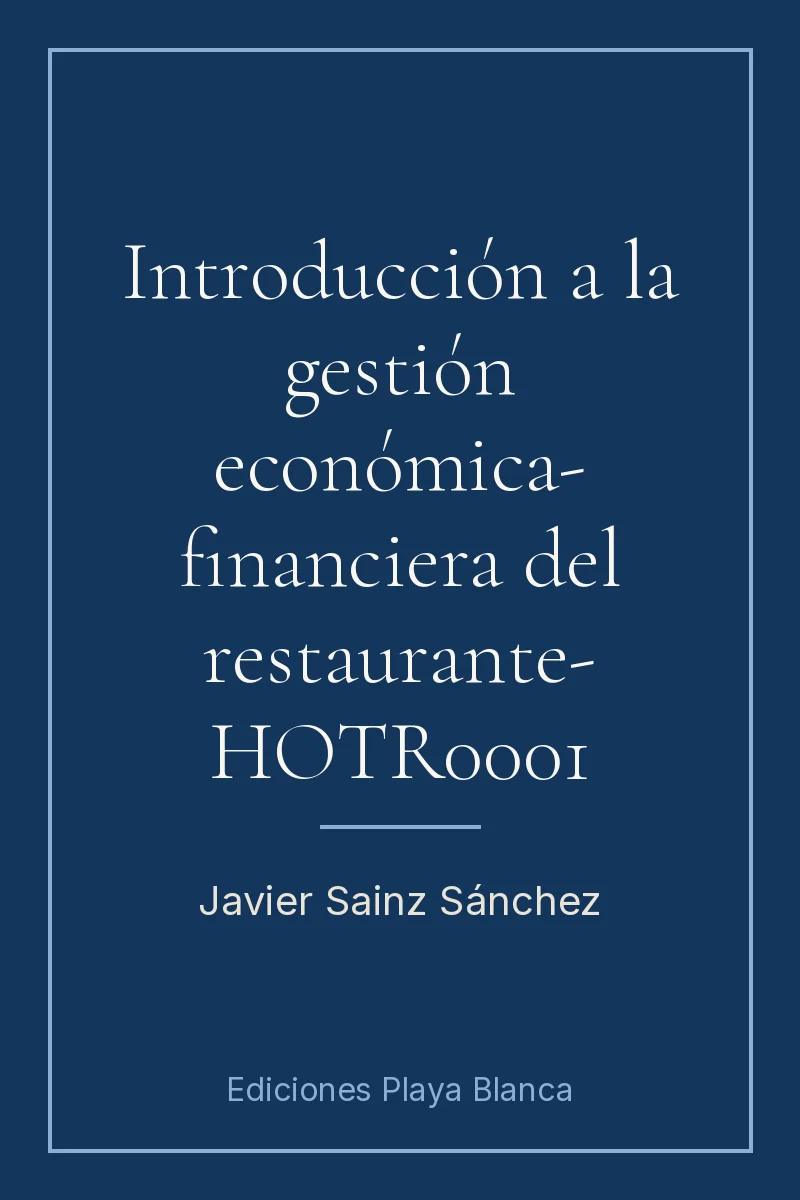 Introducción a la
gestión
económica-
financiera del
restaurante-
HOTR0001
Javier Sainz Sánchez
Ediciones Playa Blanca